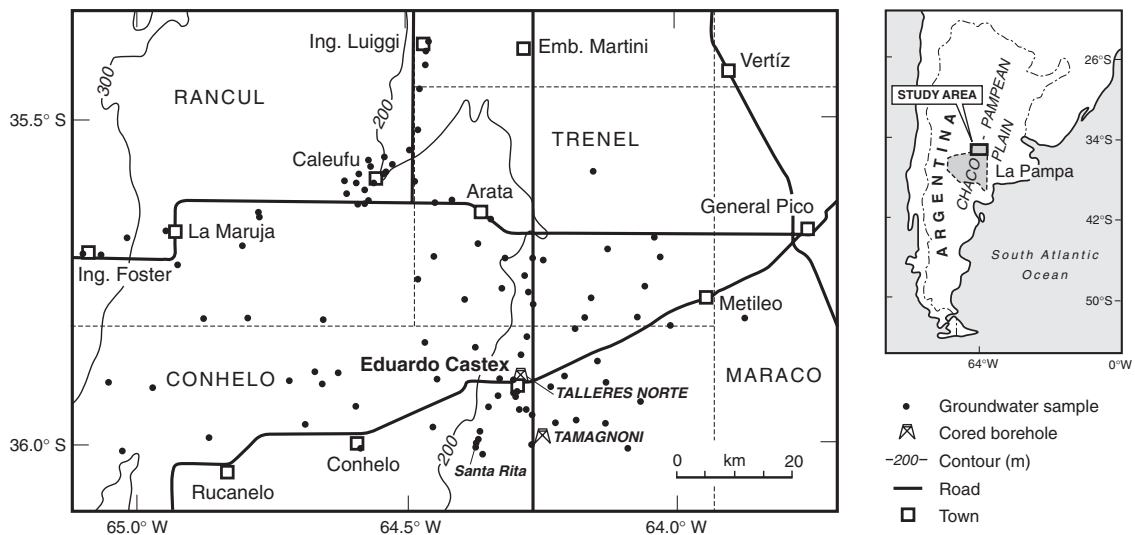 Ing. Luiggi
Emb. Martini
Vertíz
300
RANCUL
200
35.5° S
TRENEL
Caleufu
Arata
General Pico
La Maruja
Ing. Foster
Metileo
Eduardo Castex
CONHELO
MARACO
TALLERES NORTE
TAMAGNONI
36.0° S
200
Santa Rita
Conhelo
0 km 20
Rucanelo
65.0° W
64.5° W
64.0° W
26°S
STUDY AREA
34°S
CHACO - PAMPEAN
PLAIN
ARGENTINA
La Pampa
42°S
South Atlantic
Ocean
50°S
64°W
0°W
Groundwater sample
Cored borehole
-200- Contour (m)
Road
Town